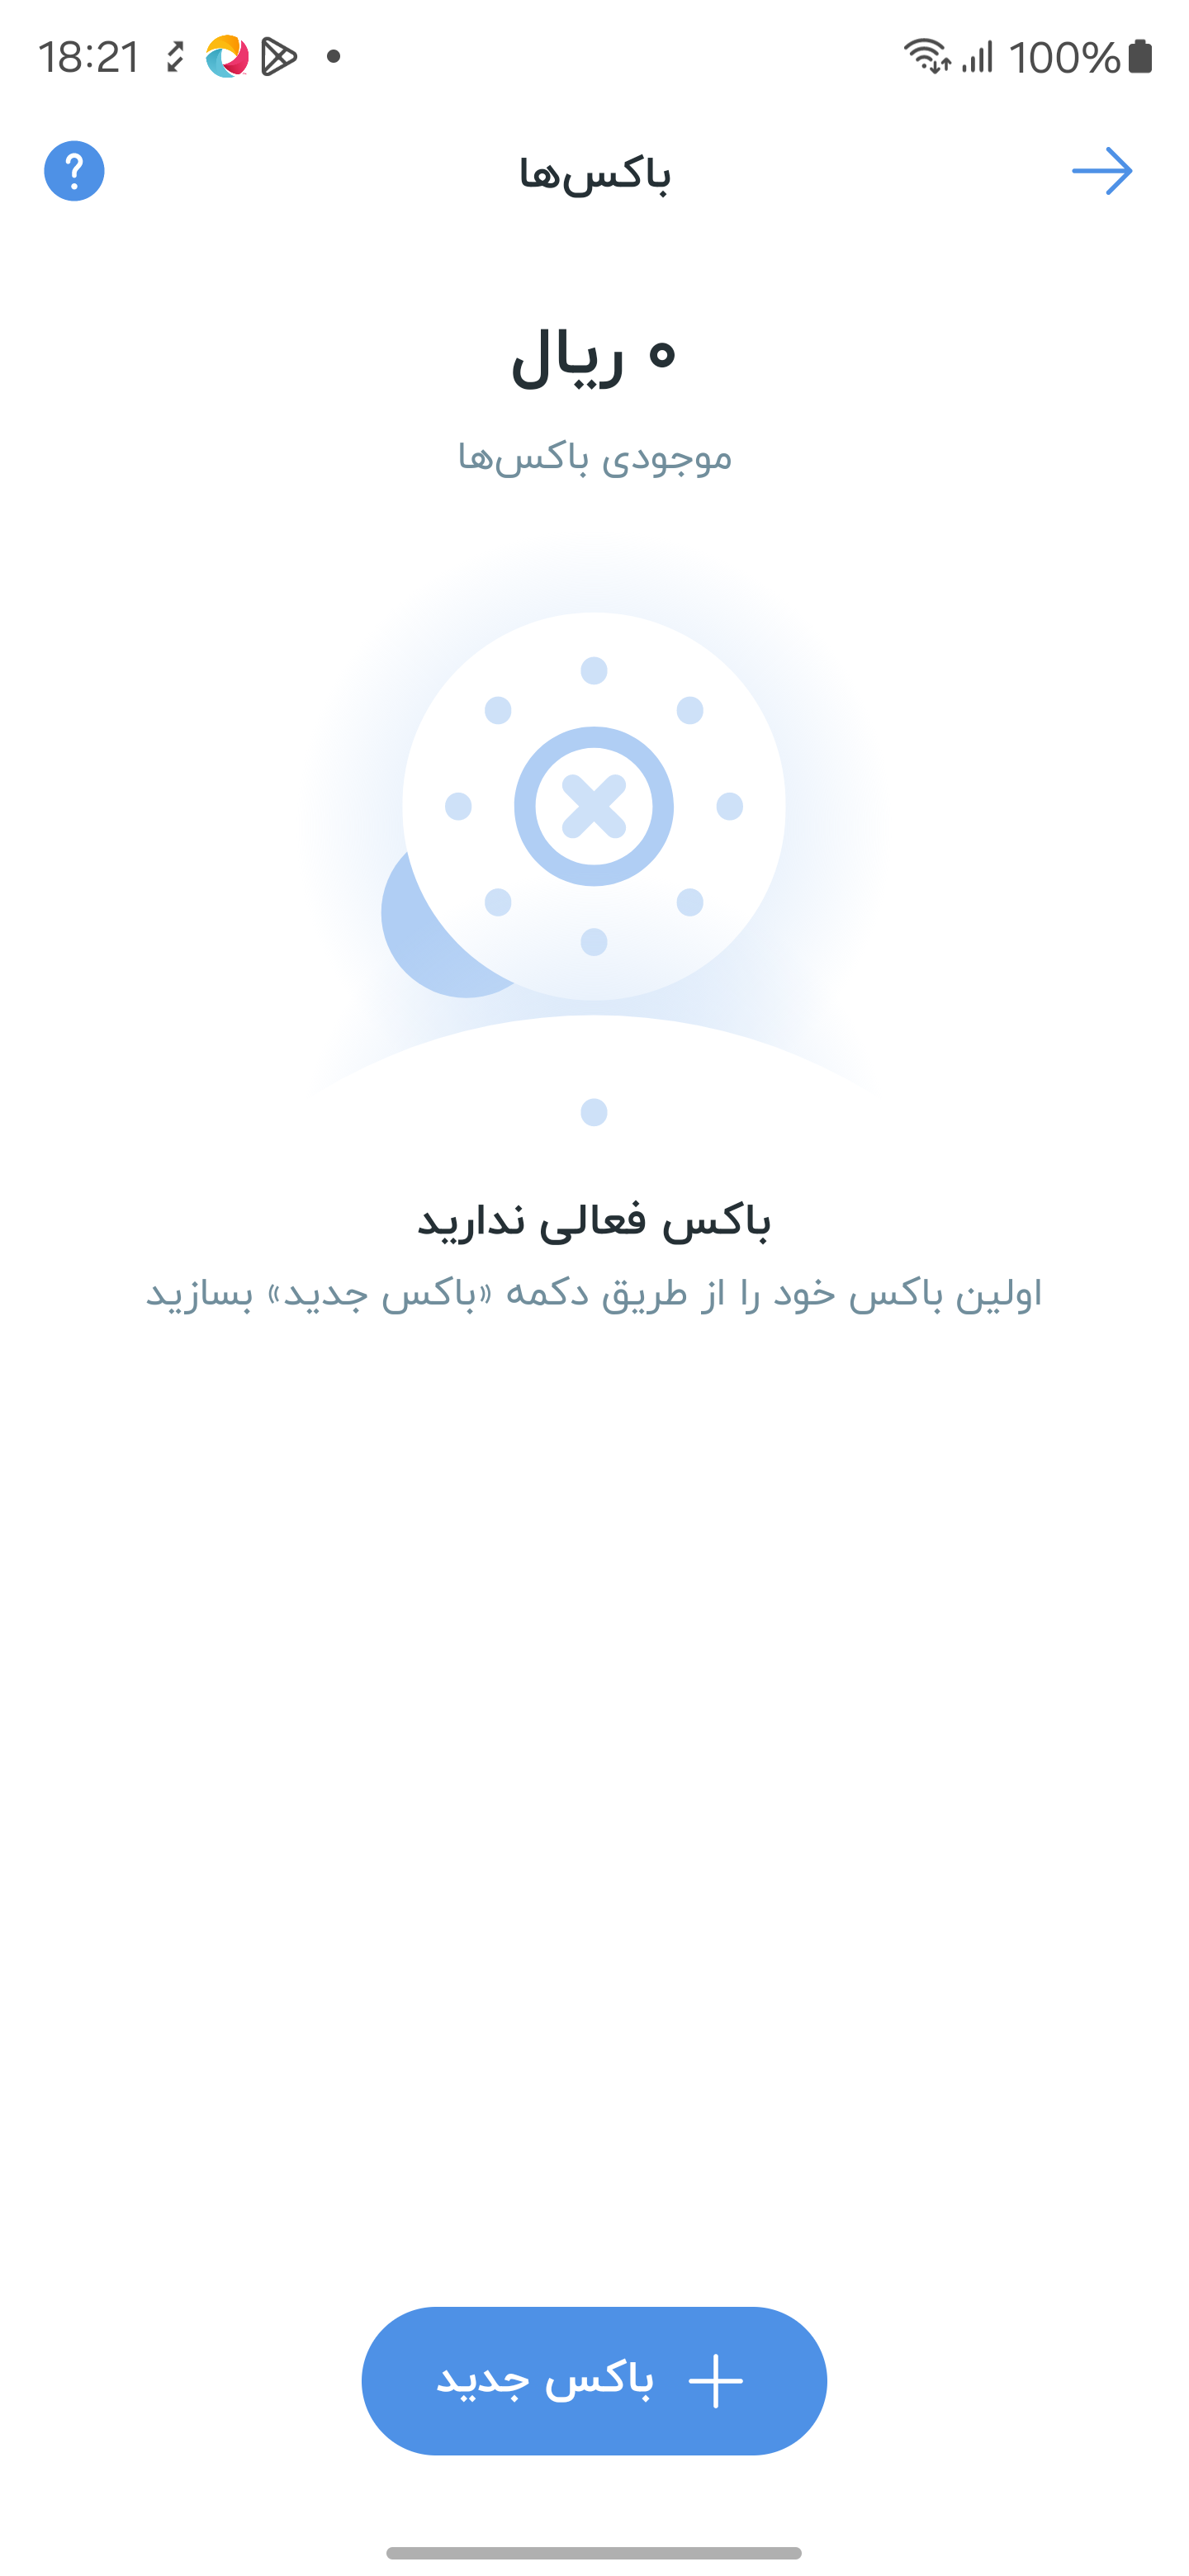 18:21
100%
باکس‌ها
۰ ریال
موجودی باکس‌ها
باکس فعالی ندارید
اولین باکس خود را از طریق دکمه «باکس جدید» بسازید
باکس جدید